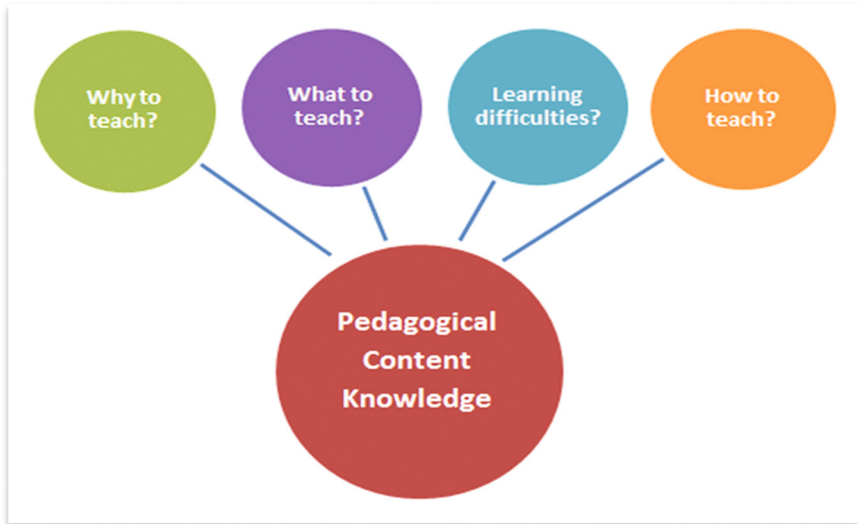 Why to
teach?
What to
teach?
Learning
difficulties?
How to
teach?
Pedagogical
Content
Knowledge